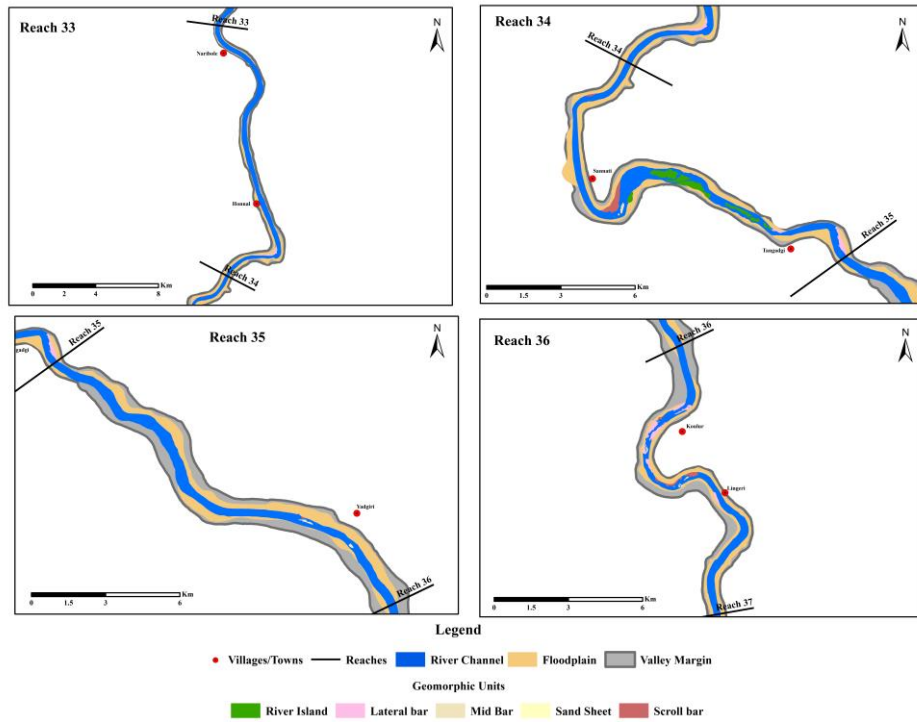 Reach 33
Reach 33
N
Naribole
Honnal
Reach 34
Km
0 2 4 8
Reach 34
Reach 34
N
Sannati
Tangadgi
Reach 35
Km
0 1.5 3 6
Reach 35
Reach 35
N
gadgi
Yadgiri
Reach 36
Km
0 1.5 3 6
Reach 36
Reach 36
N
Koulur
Lingeri
Reach 37
Km
0 1.5 3 6
Legend
Villages/Towns Reaches River Channel Floodplain Valley Margin
Geomorphic Units
River Island Lateral bar Mid Bar Sand Sheet Scroll bar